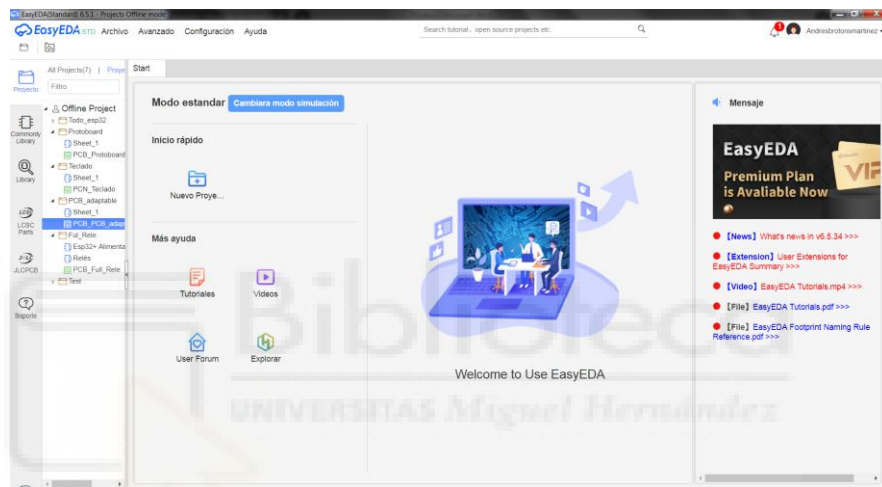 EasyEDA(Standard) 6.5.1 - Projects Offline mode
EasyEDA STD Archivo Avanzado Configuración Ayuda
Search tutorial、open source projects etc.
1
Andresbrotonsmartinez
All Projects(7) | Proye
Start
Projecto
Filtro
Commonly Library
Library
LCSC Parts
JLCPCB
Soporte
Offline Project
Todo_esp32
Protoboard
Sheet_1
PCB_Protoboard
Teclado
Sheet_1
PCN_Teclado
PCB_adaptable
Sheet_1
PCB_PCB_adap
Ful_Rele
Esp32+ Alimenta
Relés
PCB_Full_Rele
Test
Modo estandar Cambiara modo simulación
Inicio rápido
Nuevo Proye...
Más ayuda
Tutoriales
Videos
User Forum
Explorar
Welcome to Use EasyEDA
Mensaje
EasyEDA
Premium Plan
is Avaliable Now
VIP
【News】What's news in v6.5.34 >>>
【Extension】User Extensions for
EasyEDA Summary >>>
【Video】EasyEDA Tutorials.mp4 >>>
【File】EasyEDA Tutorials.pdf >>>
【File】EasyEDA Footprint Naming Rule
Reference.pdf >>>
Biblioteca
UNIVERSITAS Miguel Hernández